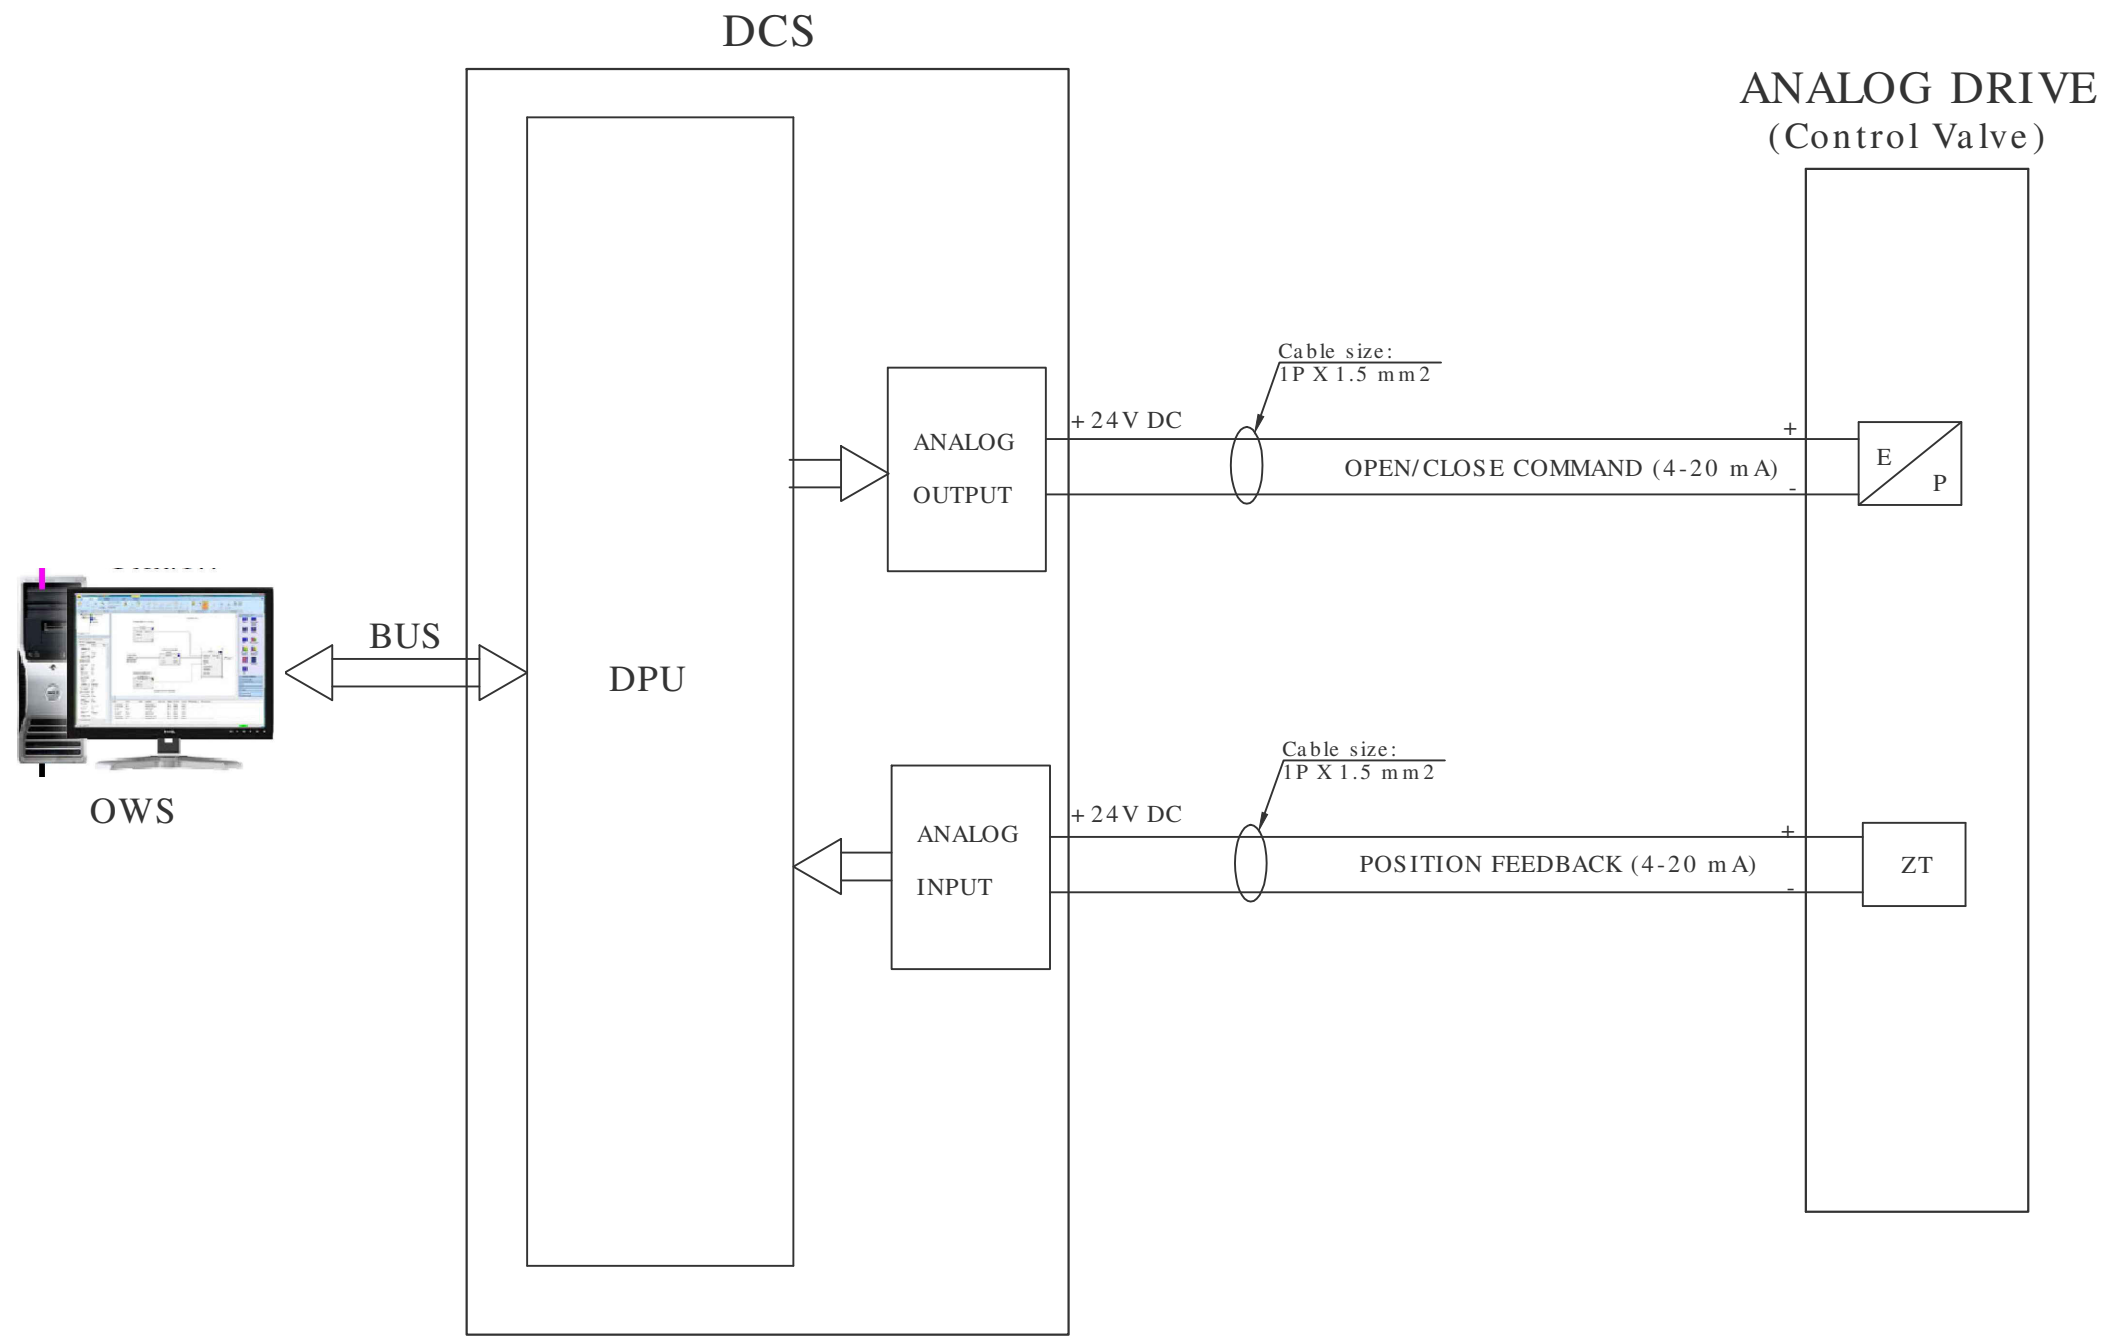 DCS
ANALOG DRIVE
(Control Valve)
Cable size:
1P X 1.5 mm2
+24V DC
+
ANALOG
OUTPUT
OPEN/CLOSE COMMAND (4-20 mA)
-
E
P
BUS
DPU
OWS
Cable size:
1P X 1.5 mm2
+24V DC
+
ANALOG
INPUT
POSITION FEEDBACK (4-20 mA)
-
ZT